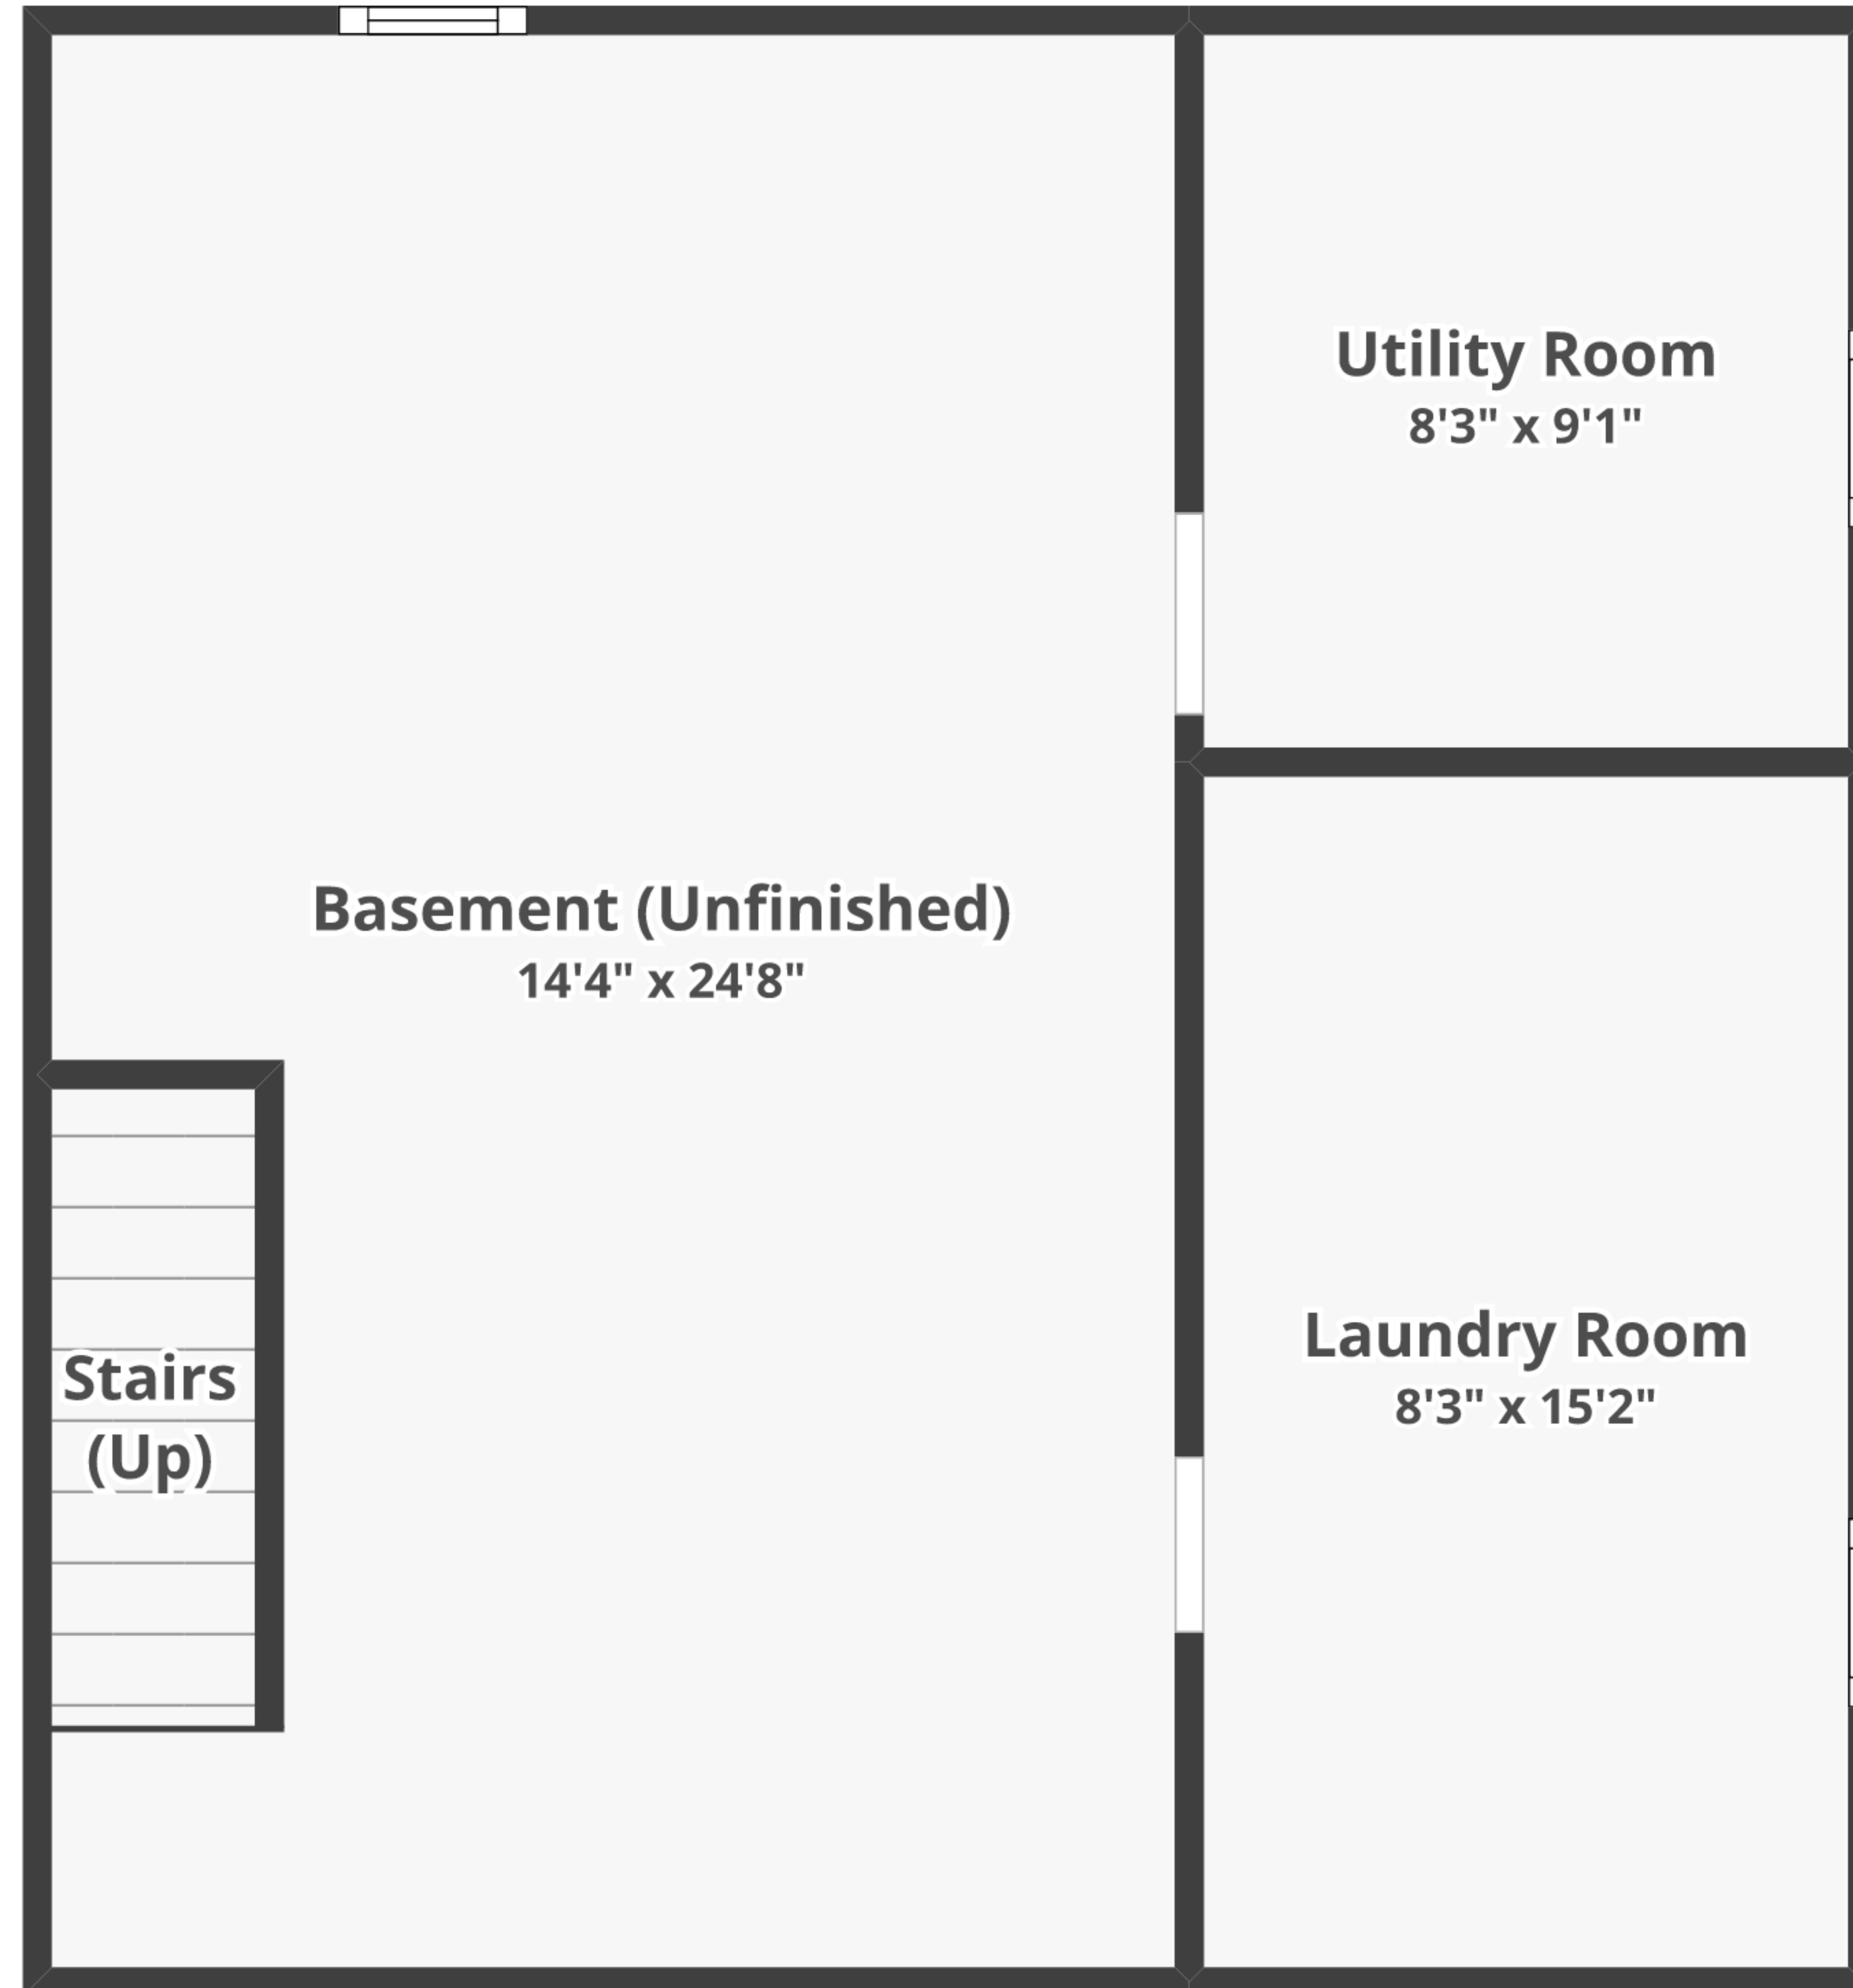 Utility Room
8'3" x 9'1"
Basement (Unfinished)
14'4" x 24'8"
Laundry Room
8'3" x 15'2"
Stairs
(Up)